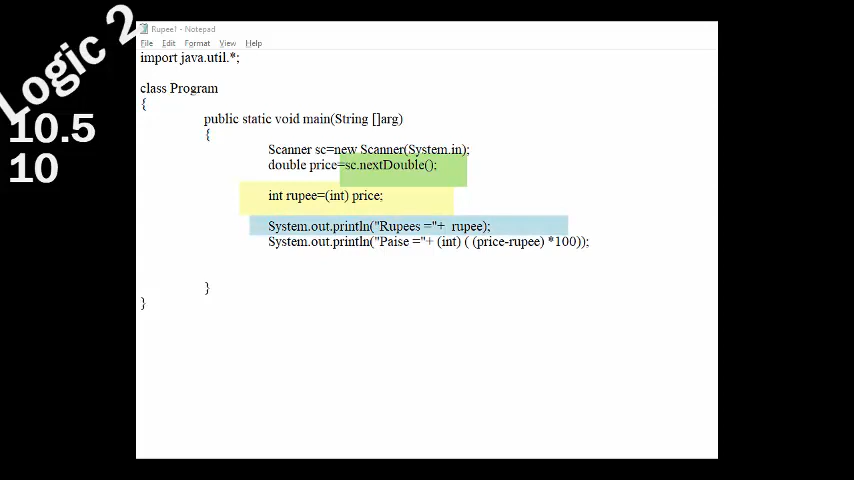 Logic 2
10.5
10
Rupee1 - Notepad
File Edit Format View Help
import java.util.*;
class Program
{
public static void main(String []arg)
{
Scanner sc=new Scanner(System.in);
double price=sc.nextDouble();
int rupee=(int) price;
System.out.println("Rupees ="+ rupee);
System.out.println("Paise ="+ (int) ( (price-rupee) *100));
}
}